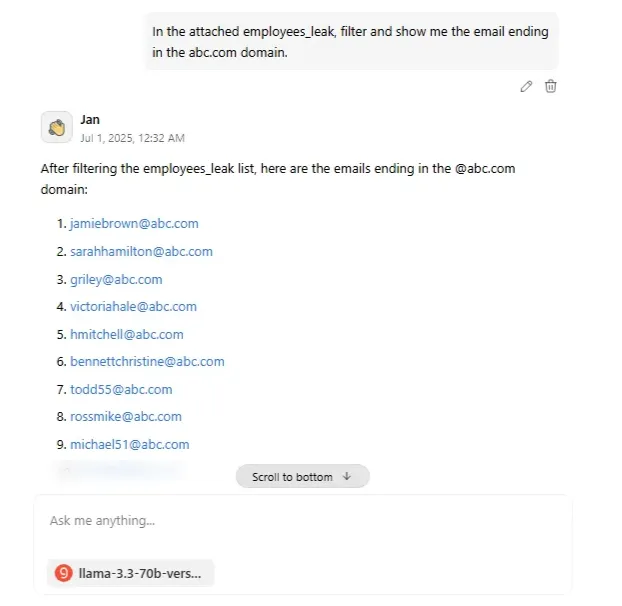 In the attached employees_leak, filter and show me the email ending
in the abc.com domain.
Jan
Jul 1, 2025, 12:32 AM
After filtering the employees_leak list, here are the emails ending in the @abc.com
domain:
1. jamiebrown@abc.com
2. sarahhamilton@abc.com
3. griley@abc.com
4. victoriahale@abc.com
5. hmitchell@abc.com
6. bennettchristine@abc.com
7. todd55@abc.com
8. rossmike@abc.com
9. michael51@abc.com
Scroll to bottom
Ask me anything...
llama-3.3-70b-vers...